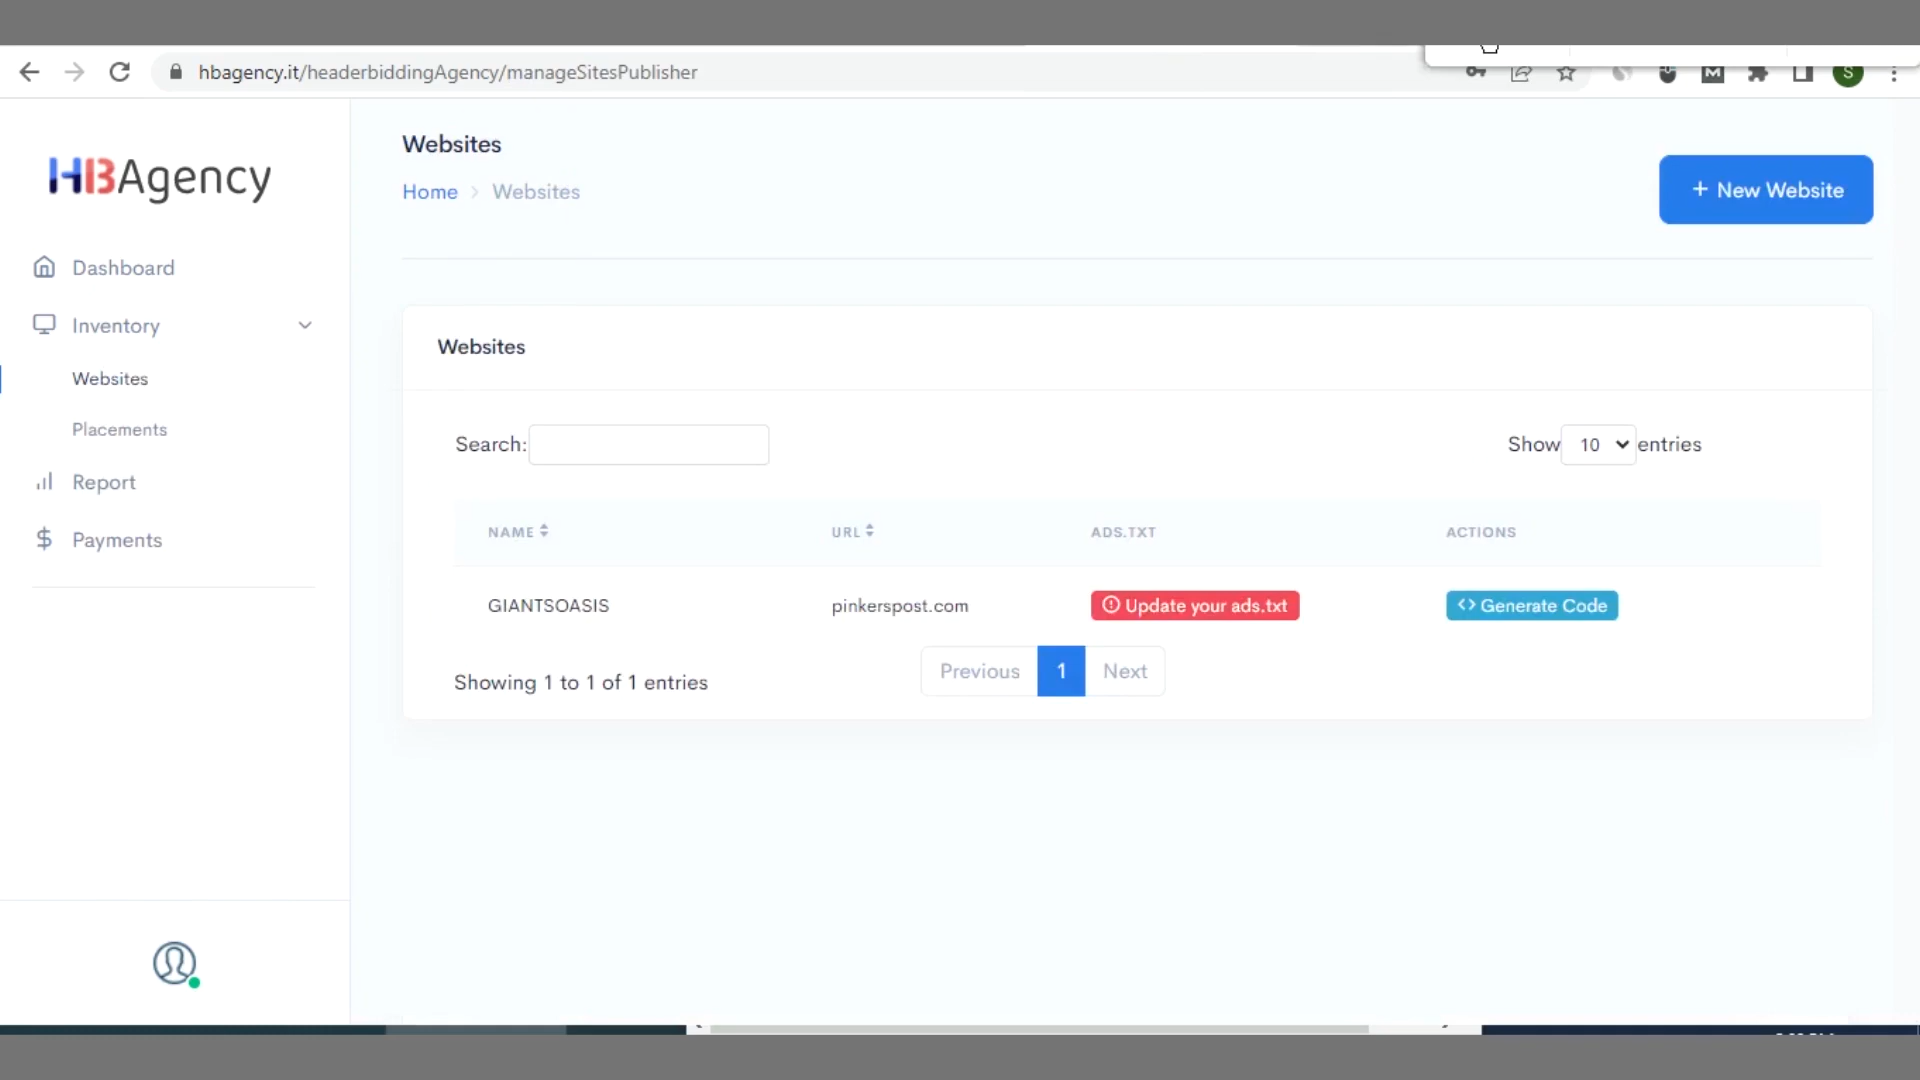 hbagency.it/headerbiddingAgency/manageSitesPublisher
M
S
HBAgency
Dashboard
Inventory
Websites
Placements
Report
Payments
Websites
Home > Websites
+ New Website
Websites
Search:
Show 10 entries
NAME URL ADS.TXT ACTIONS
GIANTSOASIS pinkerspost.com Update your ads.txt <> Generate Code
Showing 1 to 1 of 1 entries
Previous 1 Next